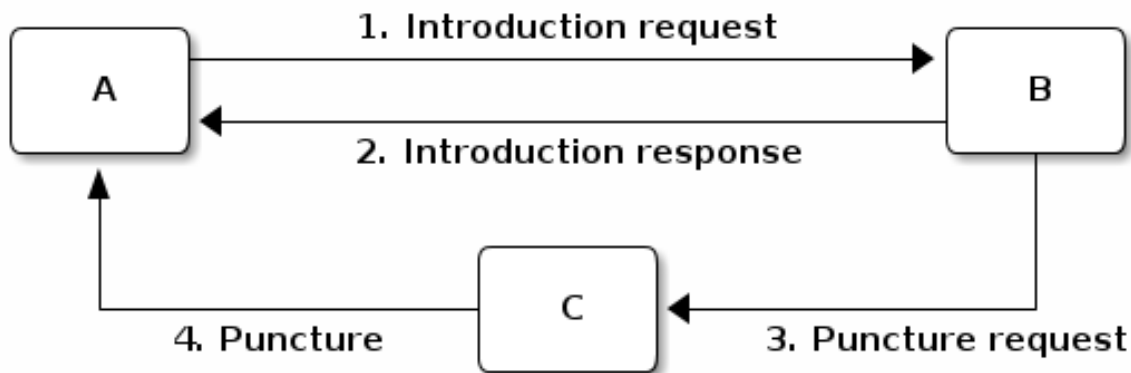 1. Introduction request
A
B
2. Introduction response
C
4. Puncture
3. Puncture request